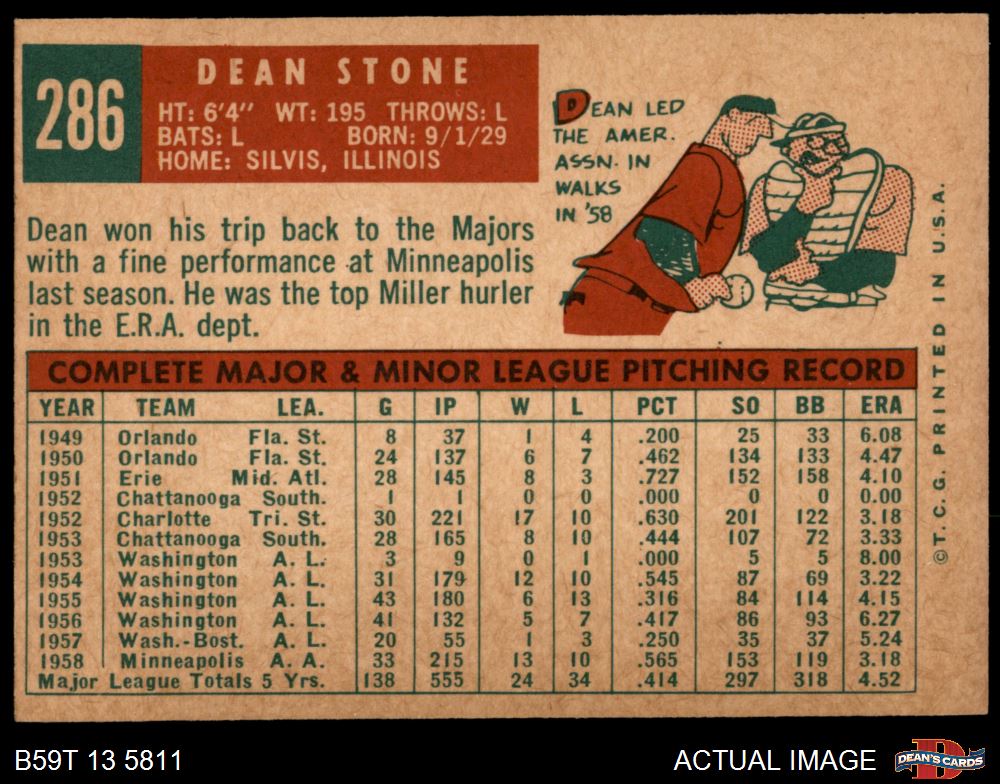 286
DEAN STONE
HT: 6'4" WT: 195 THROWS: L
BATS: L BORN: 9/1/29
HOME: SILVIS, ILLINOIS
DEAN LED
THE AMER.
ASSN. IN
WALKS
IN '58
Dean won his trip back to the Majors
with a fine performance at Minneapolis
last season. He was the top Miller hurler
in the E.R.A. dept.
COMPLETE MAJOR & MINOR LEAGUE PITCHING RECORD
YEAR TEAM LEA. G IP W L PCT SO BB ERA
1949 Orlando Fla. St. 8 37 1 4 .200 25 33 6.08
1950 Orlando Fla. St. 24 137 6 7 .462 134 133 4.47
1951 Erie Mid. Atl. 28 145 8 3 .727 152 158 4.10
1952 Chattanooga South. 1 1 0 0 .000 0 0 0.00
1952 Charlotte Tri. St. 30 221 17 10 .630 201 122 3.18
1953 Chattanooga South. 28 165 8 10 .444 107 72 3.33
1953 Washington A. L. 3 9 0 1 .000 5 5 8.00
1954 Washington A. L. 31 179 12 10 .545 87 69 3.22
1955 Washington A. L. 43 180 6 13 .316 84 114 4.15
1956 Washington A. L. 41 132 5 7 .417 86 93 6.27
1957 Wash.-Bost. A. L. 20 55 1 3 .250 35 37 5.24
1958 Minneapolis A. A. 33 215 13 10 .565 153 119 3.18
Major League Totals 5 Yrs. 138 555 24 34 .414 297 318 4.52
©T. C. G. PRINTED IN U.S.A.
B59T 13 5811
ACTUAL IMAGE
DEAN'S CARDS